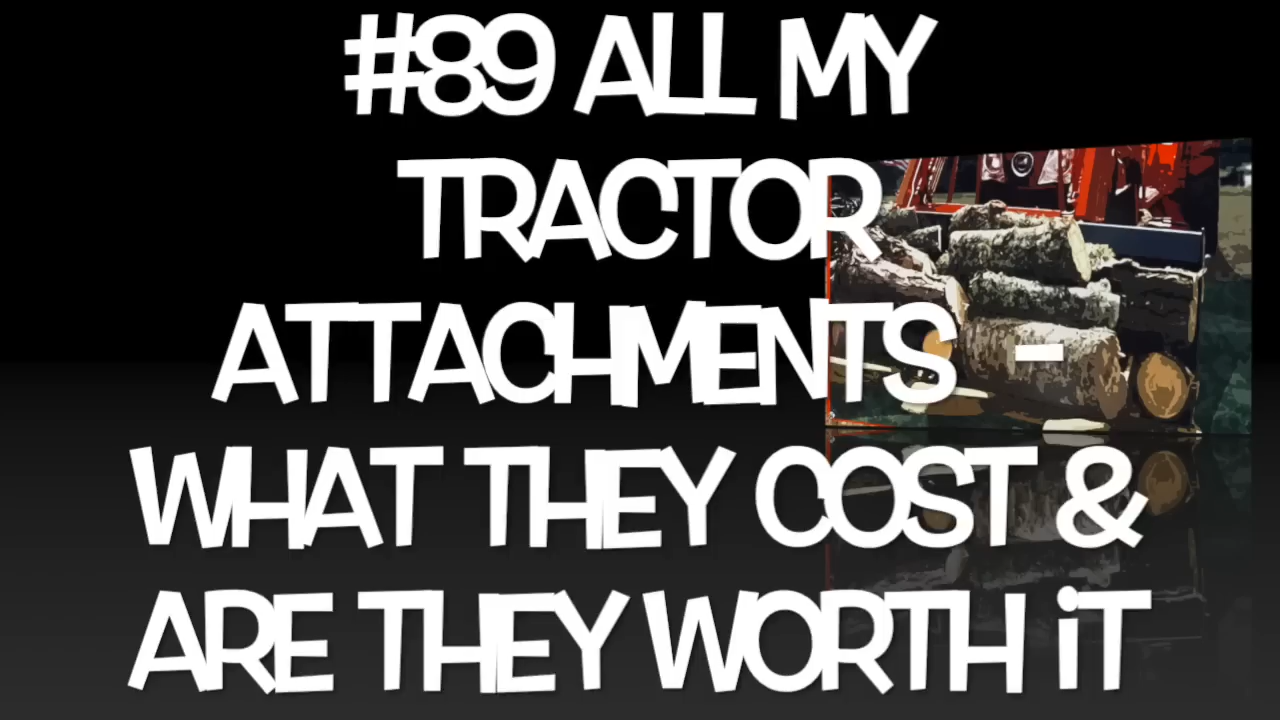 #89 ALL MY
TRACTOR
ATTACHMENTS -
WHAT THEY COST &
ARE THEY WORTH iT